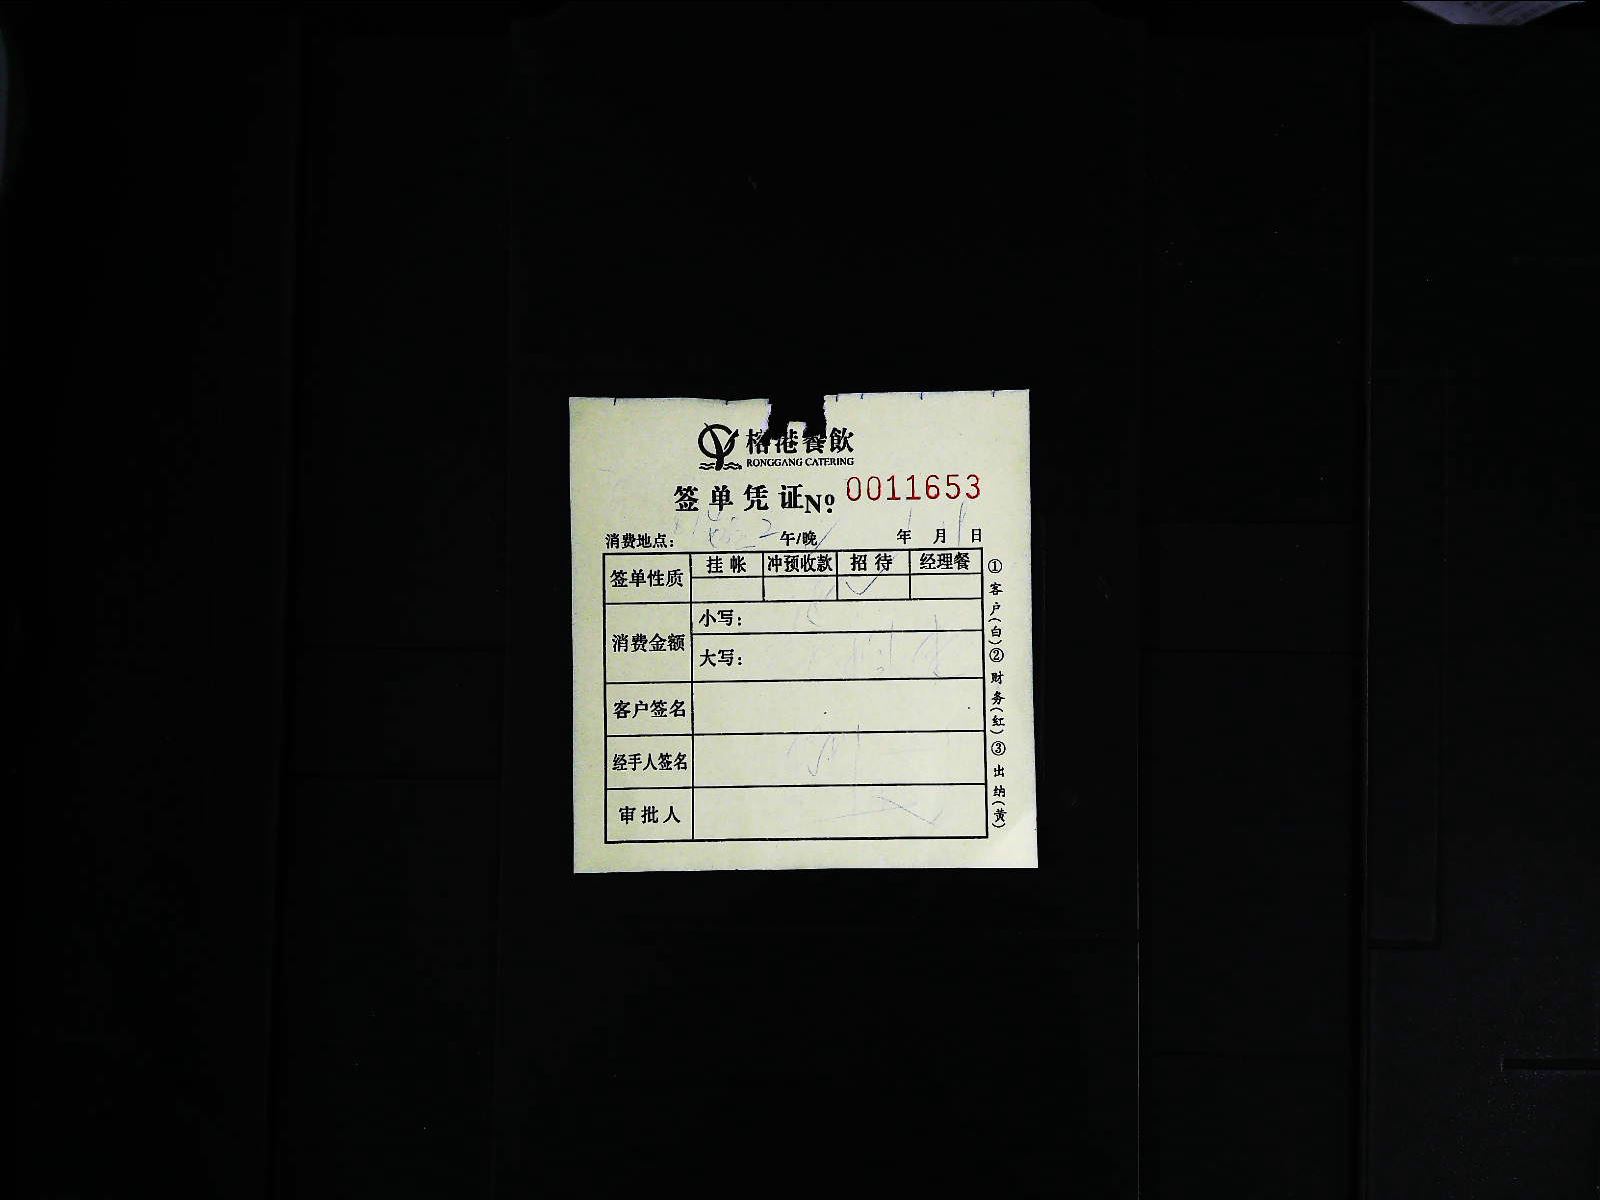 榕港餐飲
RONGGANG CATERING
签单凭证№ 0011653
消费地点： 午/晚 年 月 日
签单性质 挂帐 冲预收款 招待 经理餐
✓
消费金额 小写：
大写：
客户签名
经手人签名
审批人
①客户(白)②财务(红)③出纳(黄)